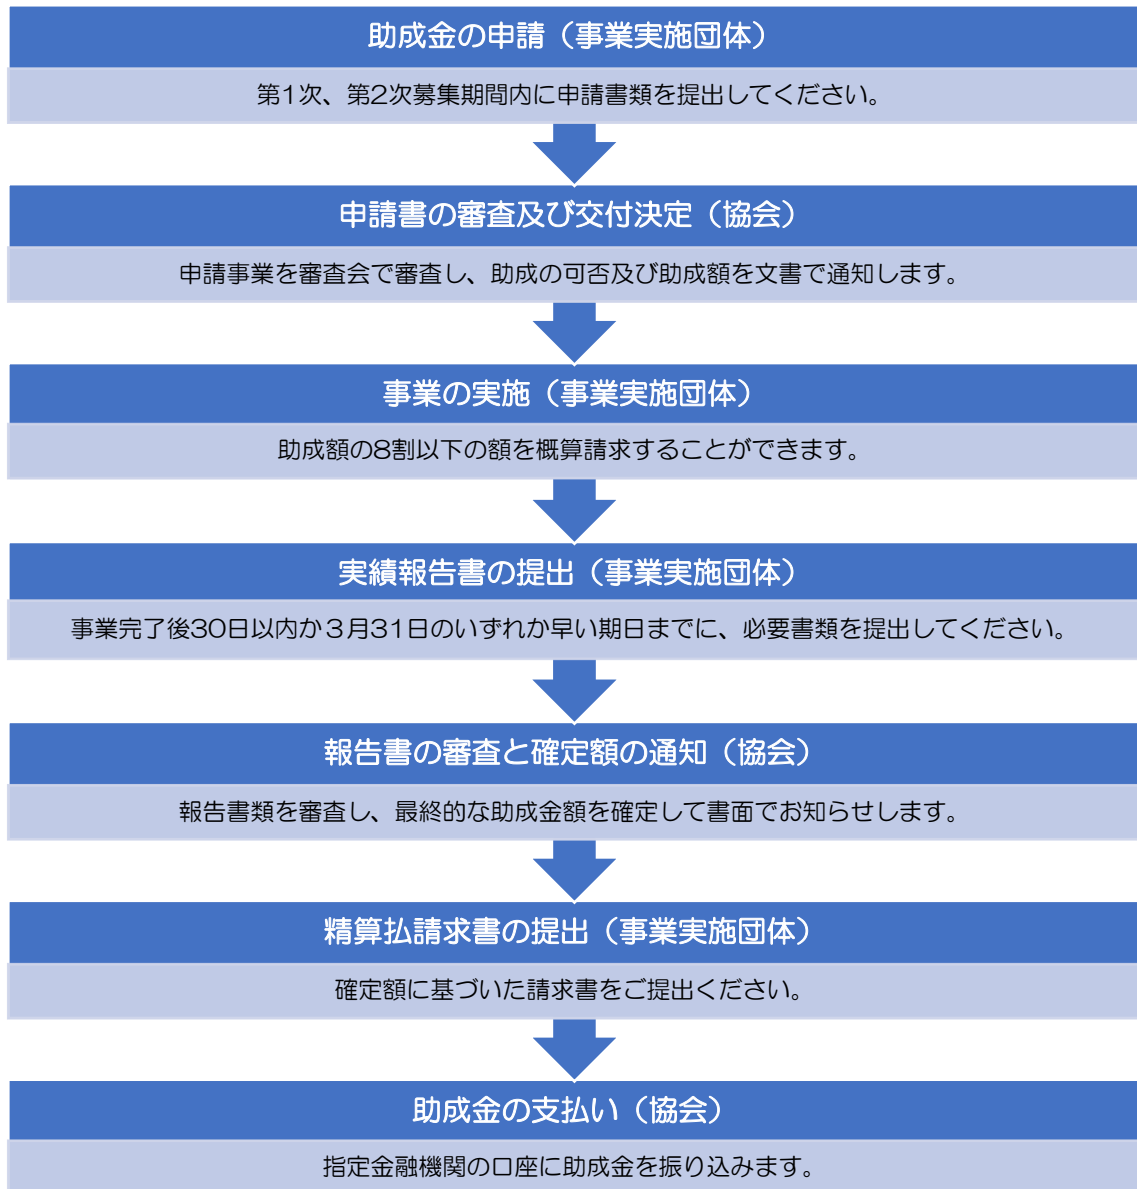 助成金の申請（事業実施団体）
第1次、第2次募集期間内に申請書類を提出してください。
申請書の審査及び交付決定（協会）
申請事業を審査会で審査し、助成の可否及び助成額を文書で通知します。
事業の実施（事業実施団体）
助成額の8割以下の額を概算請求することができます。
実績報告書の提出（事業実施団体）
事業完了後30日以内か３月31日のいずれか早い期日までに、必要書類を提出してください。
報告書の審査と確定額の通知（協会）
報告書類を審査し、最終的な助成金額を確定して書面でお知らせします。
精算払請求書の提出（事業実施団体）
確定額に基づいた請求書をご提出ください。
助成金の支払い（協会）
指定金融機関の口座に助成金を振り込みます。